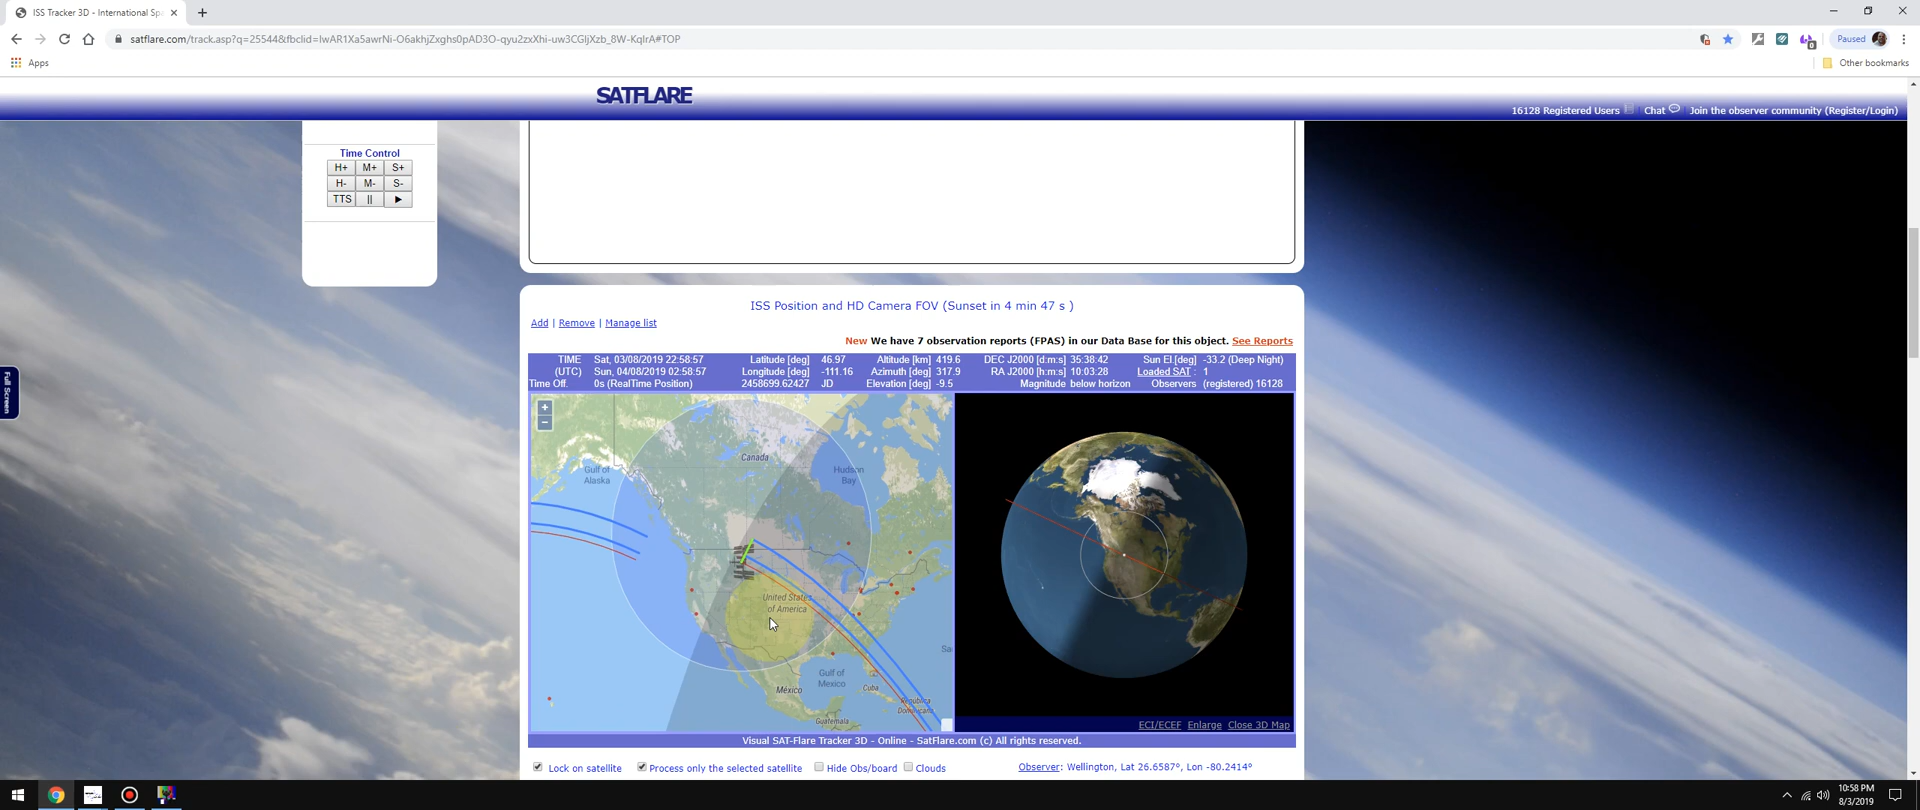 ISS Tracker 3D - International Spa
satflare.com/track.asp?q=25544&fbclid=IwAR1Xa5awrNi-O6akhjZxghs0pAD3O-qyu2zxXhi-uw3CGljXzb_8W-KqlrA#TOP
0
Paused
Apps
Other bookmarks
SATFLARE
16128 Registered Users Chat Join the observer community (Register/Login)
Time Control
H+ M+ S+
H- M- S-
TTS ||
Full Screen
ISS Position and HD Camera FOV (Sunset in 4 min 47 s )
Add | Remove | Manage list
New We have 7 observation reports (FPAS) in our Data Base for this object. See Reports
TIME Sat, 03/08/2019 22:58:57 Latitude [deg] 46.97 Altitude [km] 419.6 DEC J2000 [d:m:s] 35:38:42 Sun El.[deg] -33.2 (Deep Night)
(UTC) Sun, 04/08/2019 02:58:57 Longitude [deg] -111.16 Azimuth [deg] 317.9 RA J2000 [h:m:s] 10:03:28 Loaded SAT : 1
Time Off. 0s (RealTime Position) 2458699.62427 JD Elevation [deg] -9.5 Magnitude below horizon Observers (registered) 16128
+
−
Canada
Gulf of
Alaska
Hudson
Bay
United States
of America
Sa
Gulf of
Mexico
México
Cuba
República
Dominicana
Guatemala
ECI/ECEF Enlarge Close 3D Map
Visual SAT-Flare Tracker 3D - Online - SatFlare.com (c) All rights reserved.
Lock on satellite Process only the selected satellite Hide Obs/board Clouds Observer: Wellington, Lat 26.6587°, Lon -80.2414°
10:58 PM
8/3/2019